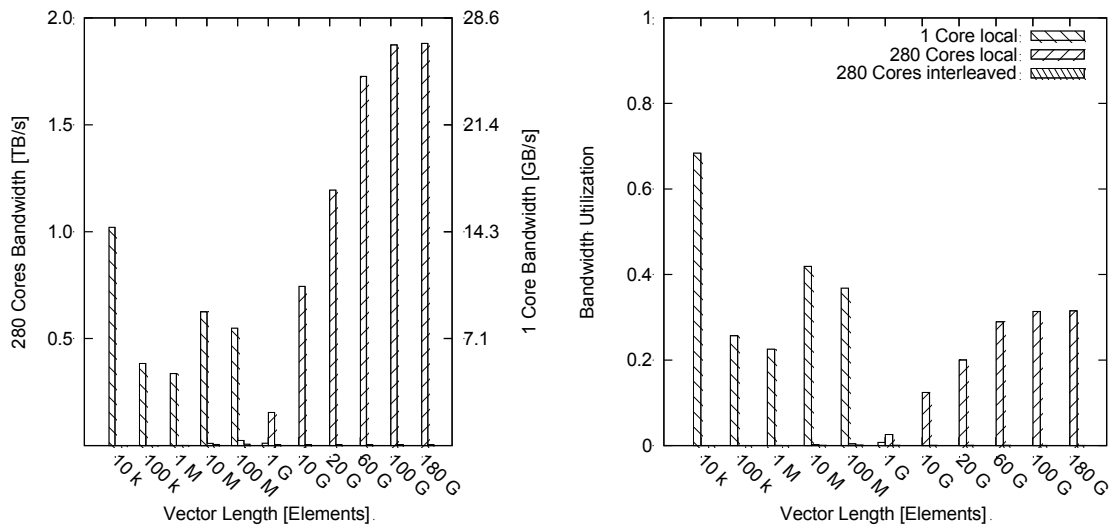 2.0
1.5
1.0
0.5
280 Cores Bandwidth [TB/s]
28.6
21.4
14.3
7.1
1 Core Bandwidth [GB/s]
10 k
100 k
1 M
10 M
100 M
1 G
10 G
20 G
60 G
100 G
180 G
Vector Length [Elements]
1
0.8
0.6
0.4
0.2
0
Bandwidth Utilization
1 Core local
280 Cores local
280 Cores interleaved
10 k
100 k
1 M
10 M
100 M
1 G
10 G
20 G
60 G
100 G
180 G
Vector Length [Elements]